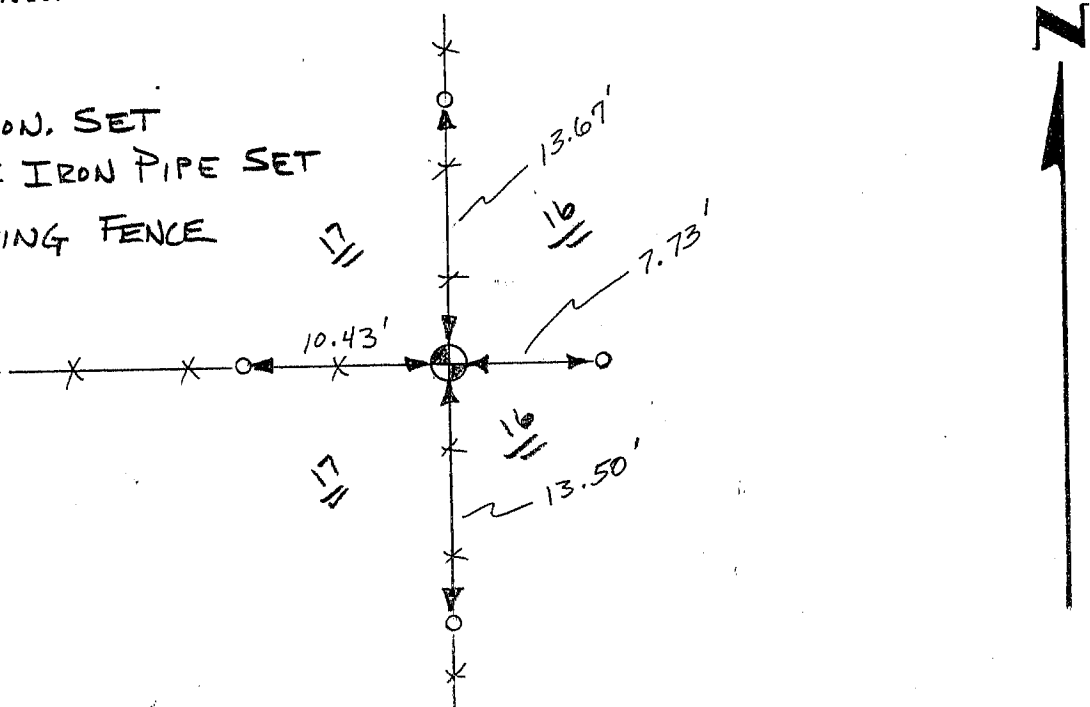 ON. SET
IRON PIPE SET
ING FENCE
N
13.67'
16
17
7.73'
10.43'
16
17
13.50'